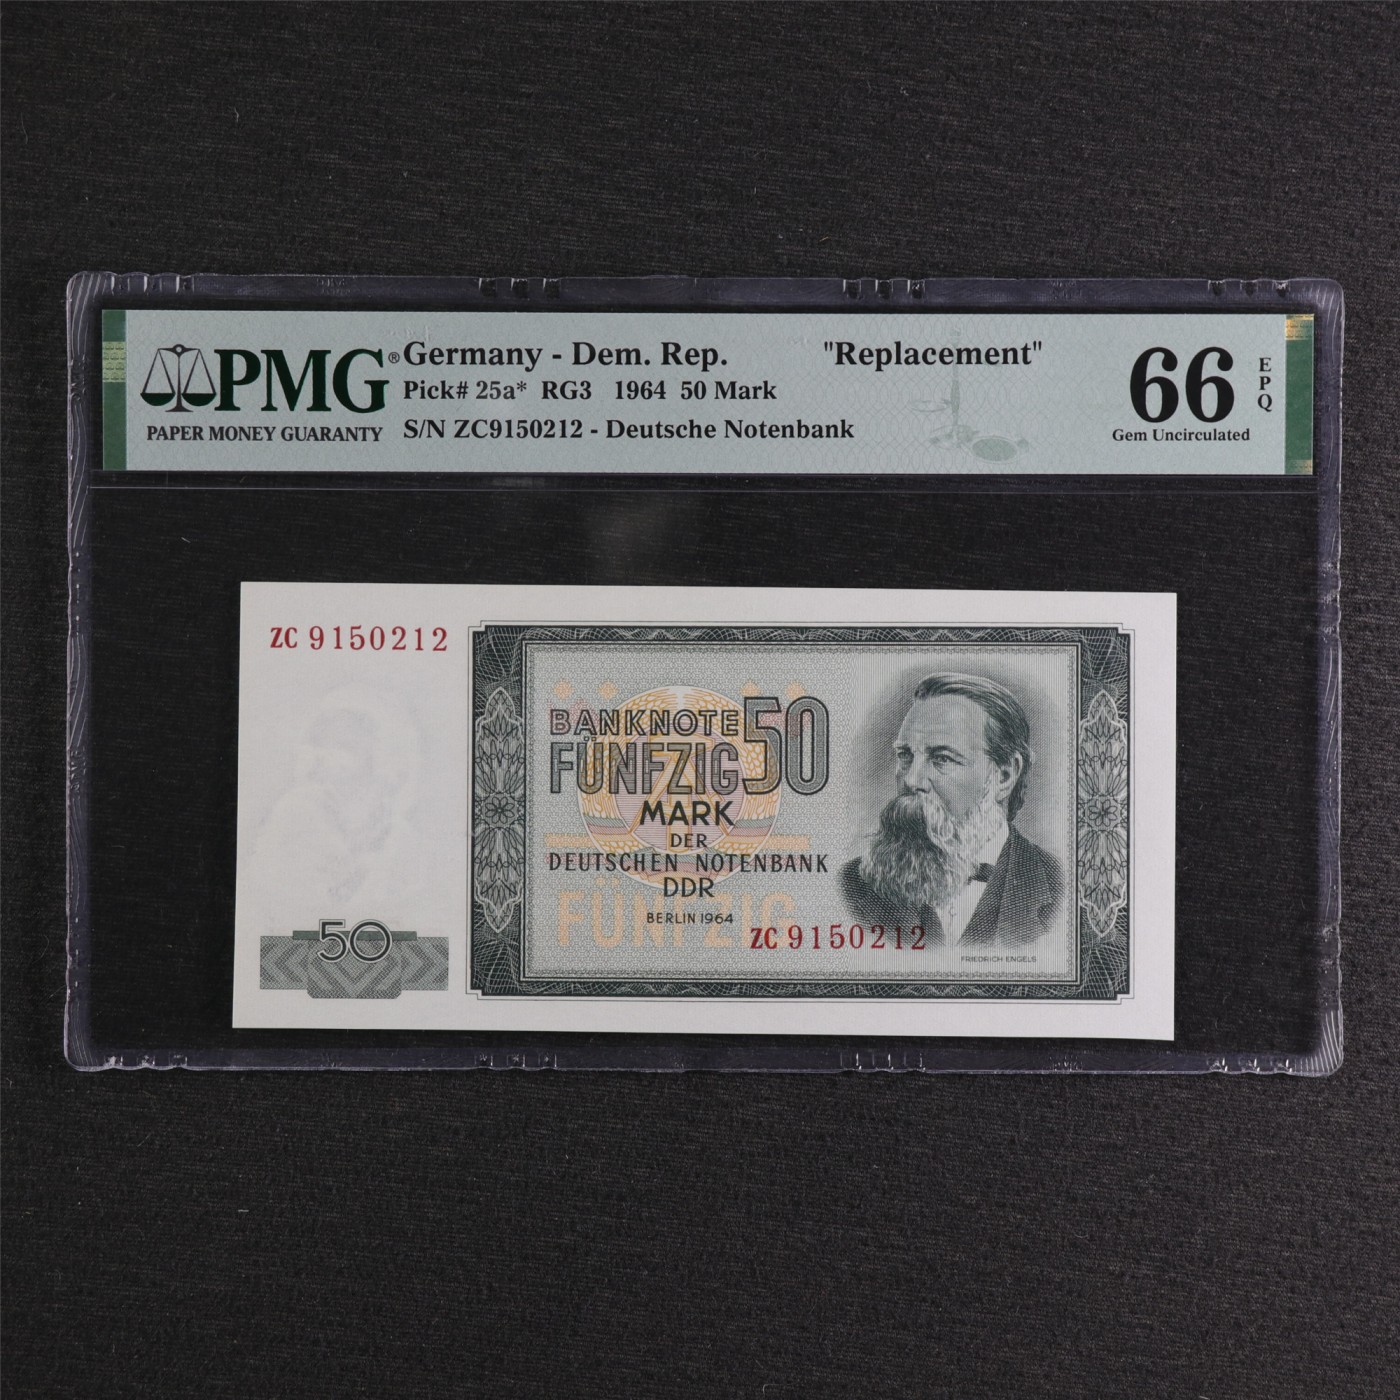 PMG®
PAPER MONEY GUARANTY
Germany - Dem. Rep. "Replacement"
Pick# 25a* RG3 1964 50 Mark
S/N ZC9150212 - Deutsche Notenbank
66
EPQ
Gem Uncirculated
ZC 9150212
BANKNOTE 50
FÜNFZIG
MARK
DER
DEUTSCHEN NOTENBANK
DDR
FÜNFZIG
BERLIN 1964
ZC 9150212
FRIEDRICH ENGELS
50